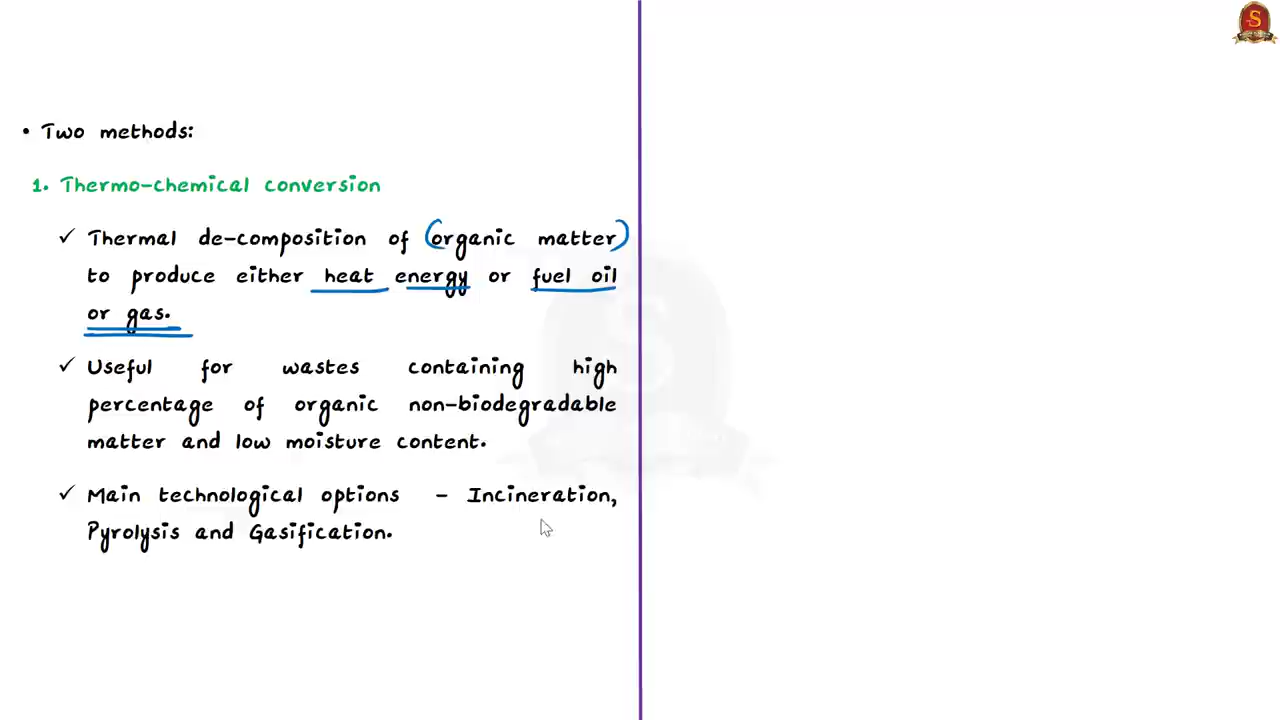 • Two methods:
1. Thermo-chemical conversion
✓ Thermal de-composition of (organic matter)
to produce either heat energy or fuel oil
or gas.
✓ Useful for wastes containing high
percentage of organic non-biodegradable
matter and low moisture content.
✓ Main technological options - Incineration,
Pyrolysis and Gasification.
S